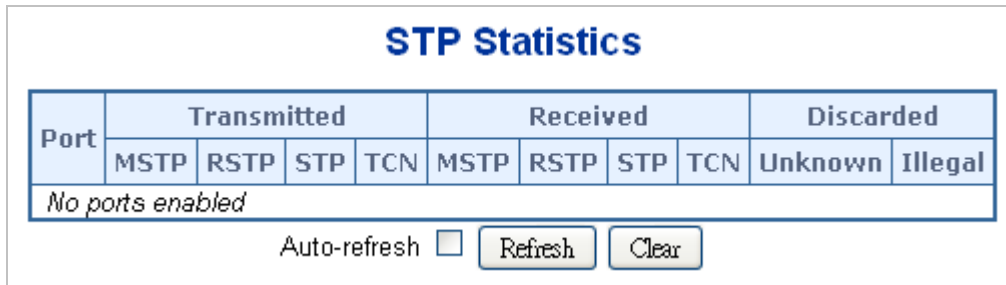 STP Statistics
Port Transmitted Received Discarded
MSTP RSTP STP TCN MSTP RSTP STP TCN Unknown Illegal
No ports enabled
Auto-refresh Refresh Clear